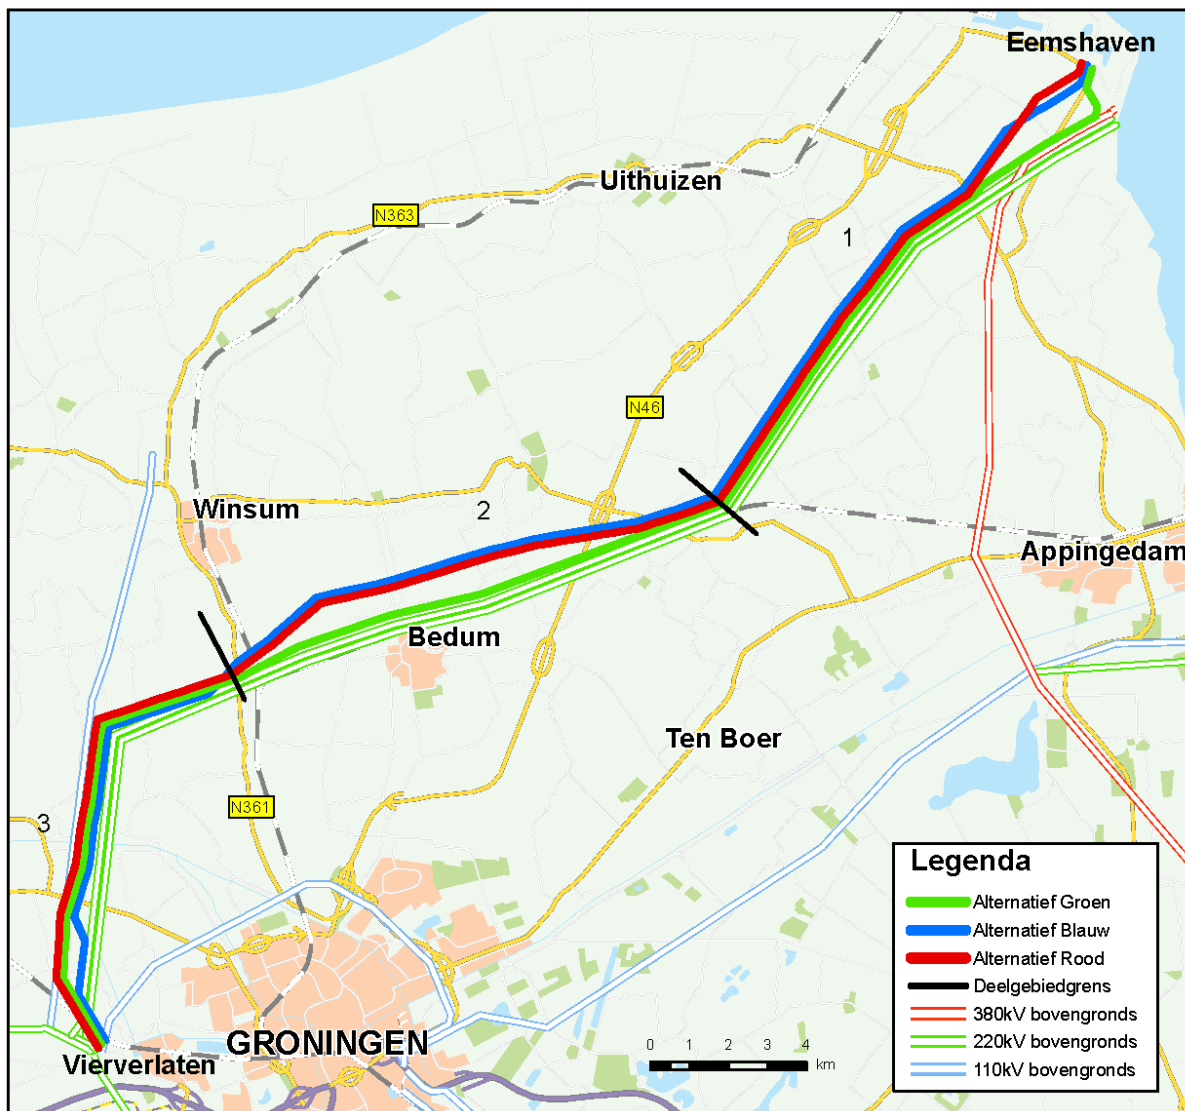 Eemshaven
Uithuizen
N363
1
N46
Winsum
2
Appingedam
Bedum
Ten Boer
N361
3
GRONINGEN
Vierverlaten
0 1 2 3 4
km
Legenda
Alternatief Groen
Alternatief Blauw
Alternatief Rood
Deelgebiedgrens
380kV bovengronds
220kV bovengronds
110kV bovengronds